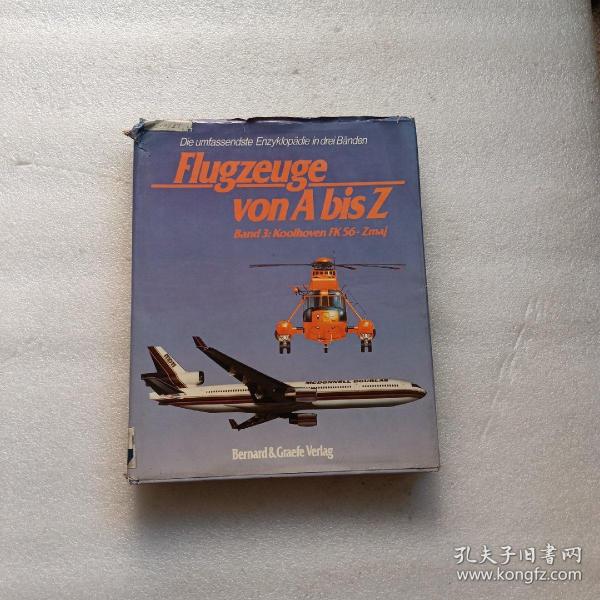 Die umfassendste Enzyklopädie in drei Bänden
Flugzeuge
von A bis Z
Band 3: Koolhoven FK 56 - Zmaj
MCDONNELL DOUGLAS
Bernard & Graefe Verlag
孔夫子旧书网
www.kongfz.com